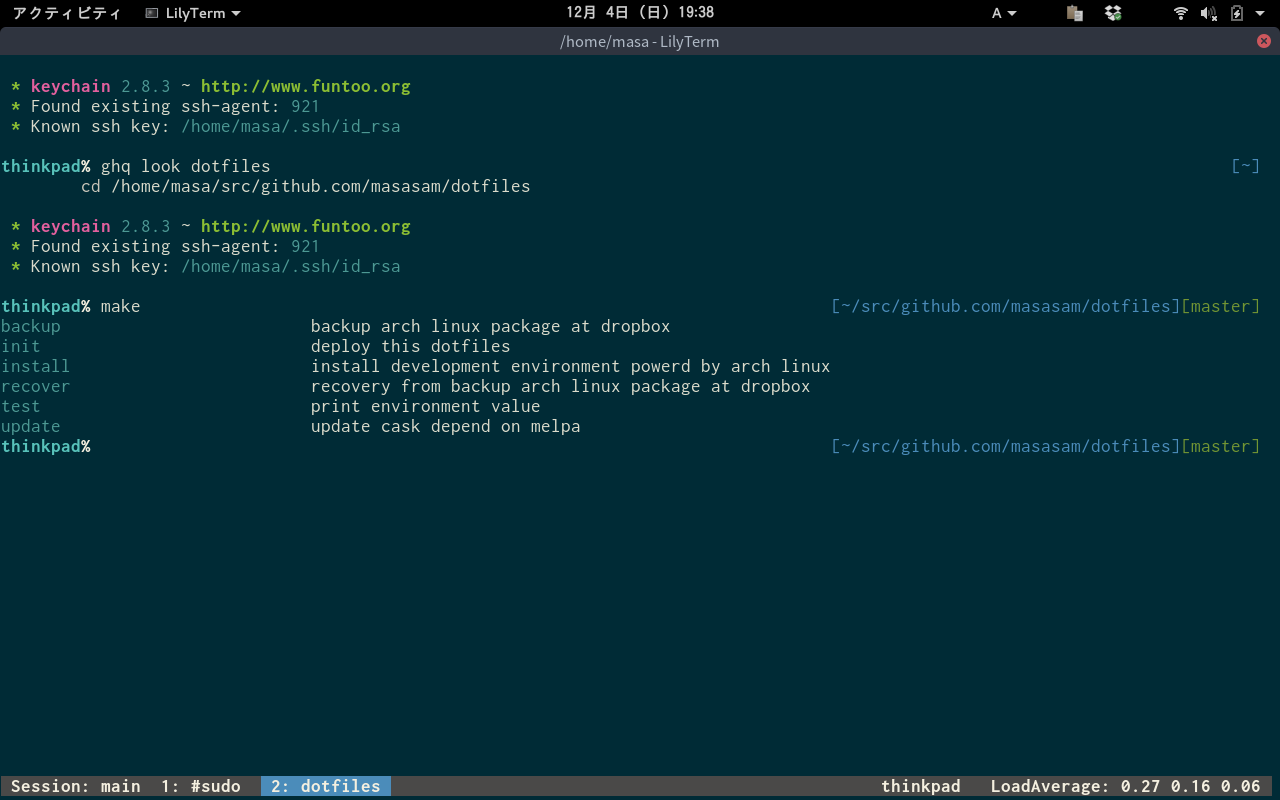 アクティビティ LilyTerm 12月 4日 (日) 19:38 A
/home/masa - LilyTerm
* keychain 2.8.3 ~ http://www.funtoo.org
* Found existing ssh-agent: 921
* Known ssh key: /home/masa/.ssh/id_rsa
thinkpad% ghq look dotfiles [~]
cd /home/masa/src/github.com/masasam/dotfiles
* keychain 2.8.3 ~ http://www.funtoo.org
* Found existing ssh-agent: 921
* Known ssh key: /home/masa/.ssh/id_rsa
thinkpad% make [~/src/github.com/masasam/dotfiles][master]
backup backup arch linux package at dropbox
init deploy this dotfiles
install install development environment powerd by arch linux
recover recovery from backup arch linux package at dropbox
test print environment value
update update cask depend on melpa
thinkpad% [~/src/github.com/masasam/dotfiles][master]
Session: main 1: #sudo 2: dotfiles thinkpad LoadAverage: 0.27 0.16 0.06